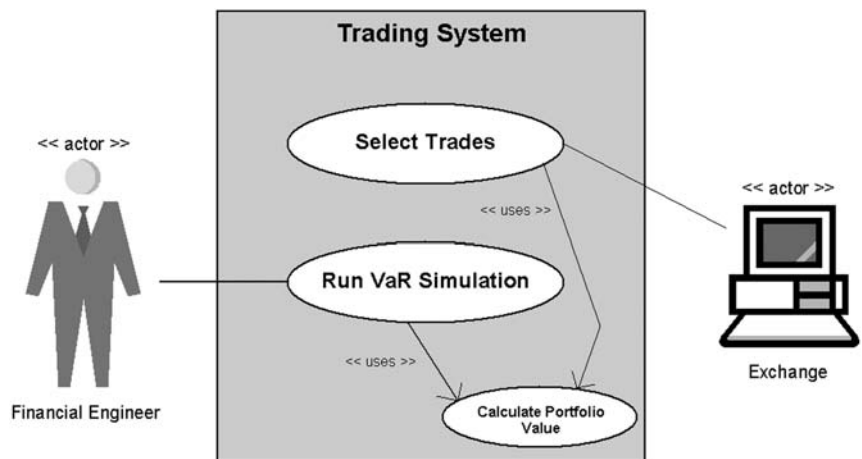 Trading System
<< actor >>
Select Trades
<< actor >>
<< uses >>
Run VaR Simulation
<< uses >>
Exchange
Financial Engineer
Calculate Portfolio
Value